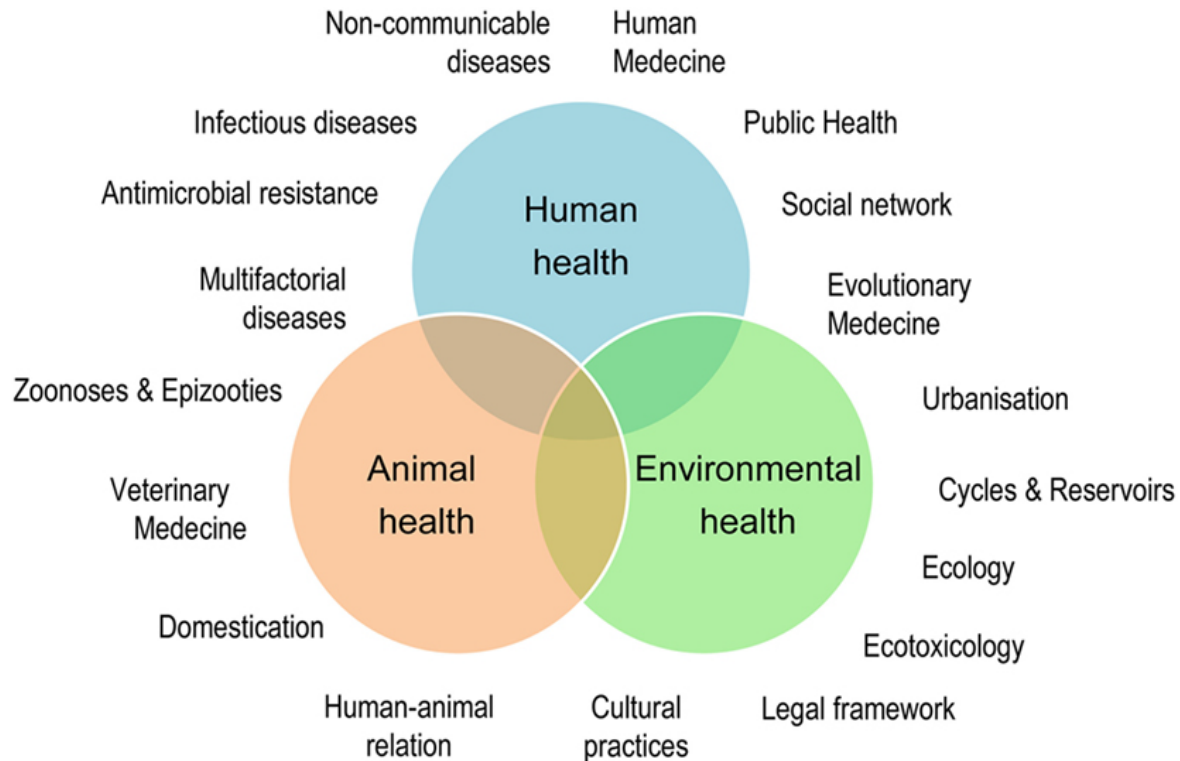 Non-communicable
diseases
Human
Medecine
Infectious diseases
Public Health
Antimicrobial resistance
Social network
Human
health
Multifactorial
diseases
Evolutionary
Medecine
Zoonoses & Epizooties
Urbanisation
Animal
health
Environmental
health
Veterinary
Medecine
Cycles & Reservoirs
Ecology
Domestication
Ecotoxicology
Human-animal
relation
Cultural
practices
Legal framework